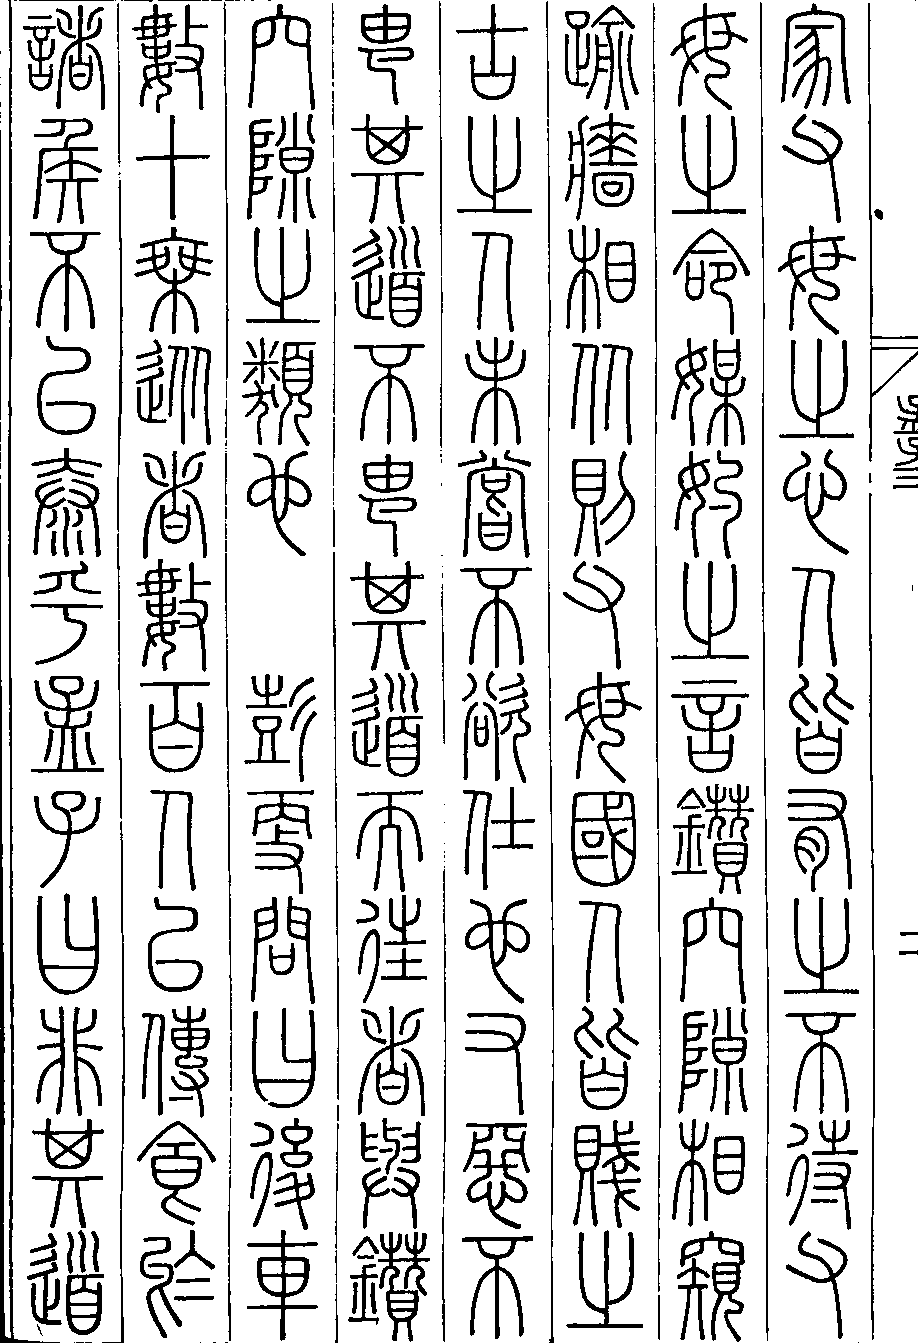 家父母之心人皆有之不待父
母之命媒妁之言鑽穴隙相窺
踰牆相从則父母國人皆賤之
古之人未嘗不欲仕也又惡不
由其道不由其道而往者與鑽
穴隙之類也　彭更問曰後車
數十乘從者數百人以傳食於
諸侯不以泰乎孟子曰非其道